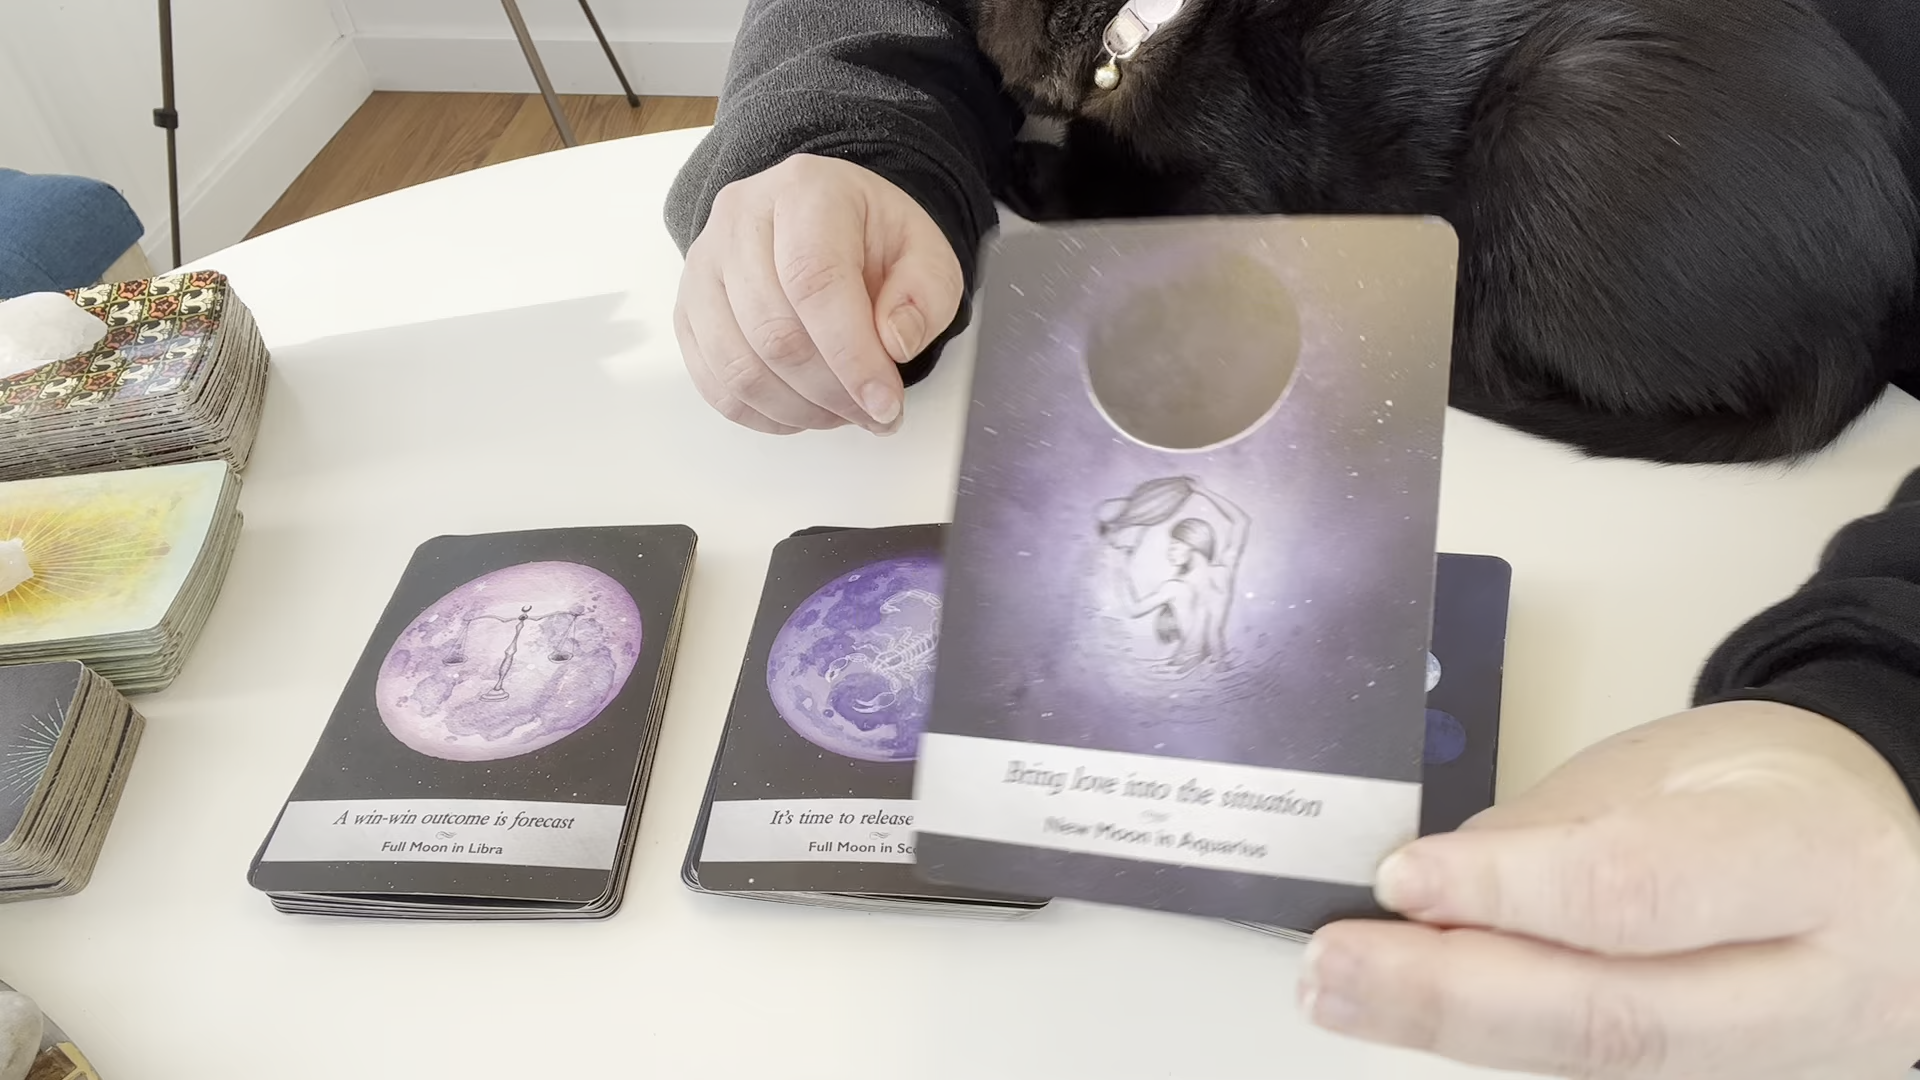 A win-win outcome is forecast
Full Moon in Libra
It's time to release
Full Moon in
Bring love into the situation
New Moon in Aquarius